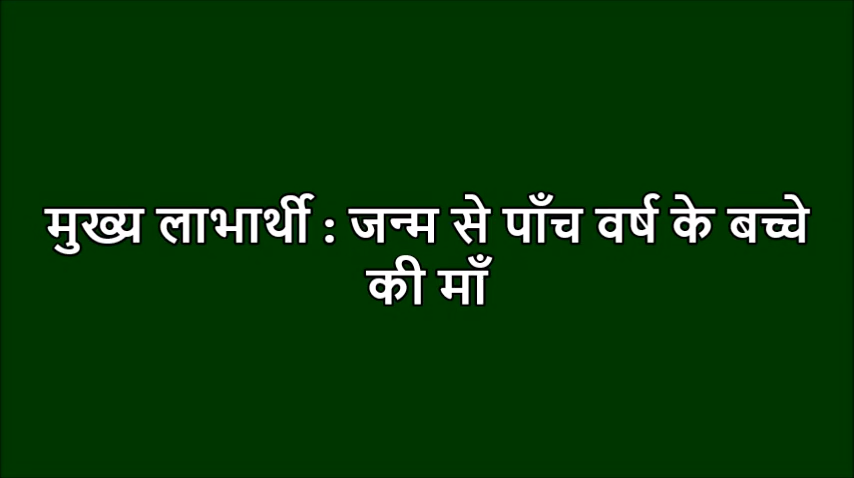 मुख्य लाभार्थी : जन्म से पाँच वर्ष के बच्चे
की माँ